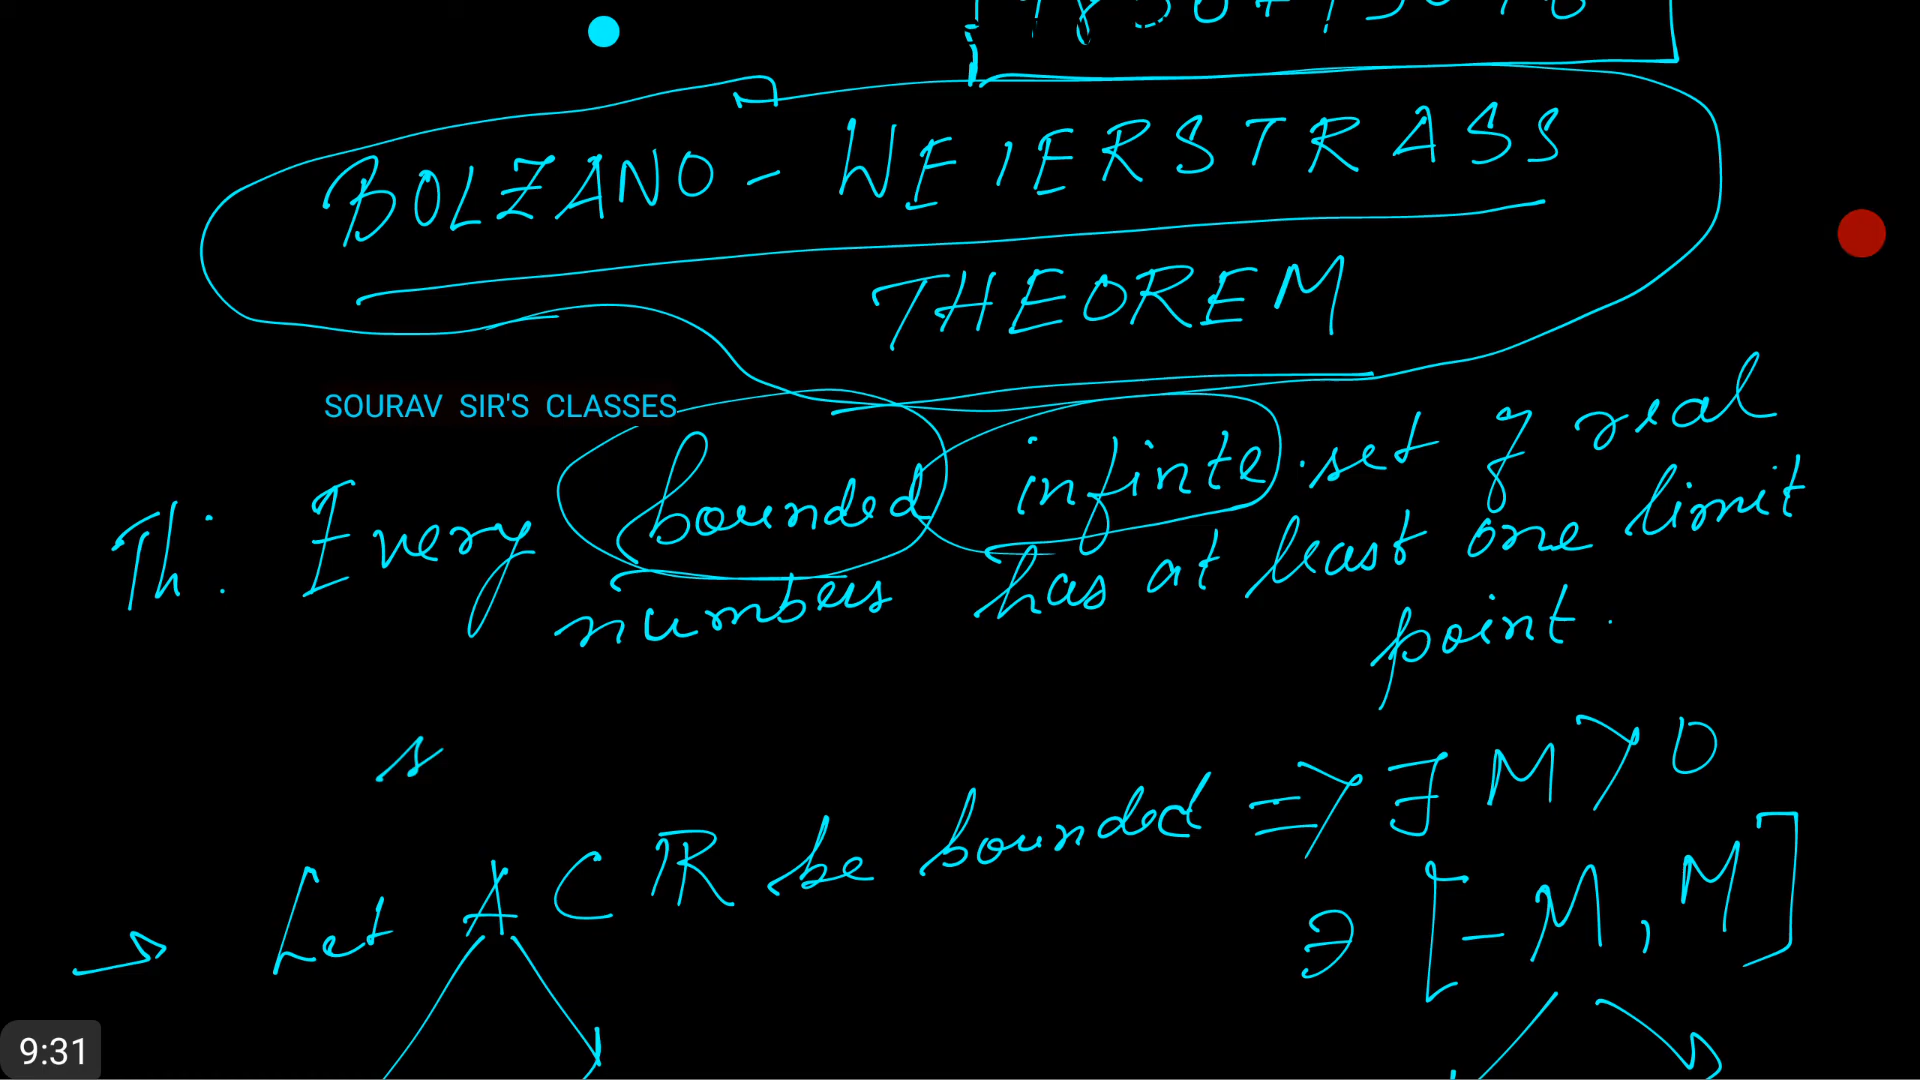 BOLZANO - WEIERSTRASS
THEOREM
SOURAV SIR'S CLASSES
Th: Every bounded infinte set of real
numbers has at least one limit
point.
→ Let A ⊂ ℝ be bounded => ∃ M > 0
∋ [-M, M]
9:31